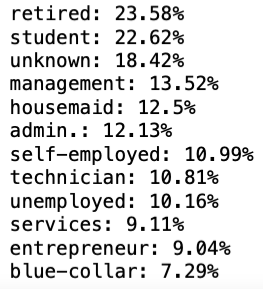 retired: 23.58%
student: 22.62%
unknown: 18.42%
management: 13.52%
housemaid: 12.5%
admin.: 12.13%
self-employed: 10.99%
technician: 10.81%
unemployed: 10.16%
services: 9.11%
entrepreneur: 9.04%
blue-collar: 7.29%